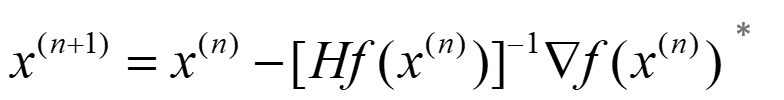 x^{(n+1)} = x^{(n)} − [Hf(x^{(n)})]^{−1} ∇f(x^{(n)}) *